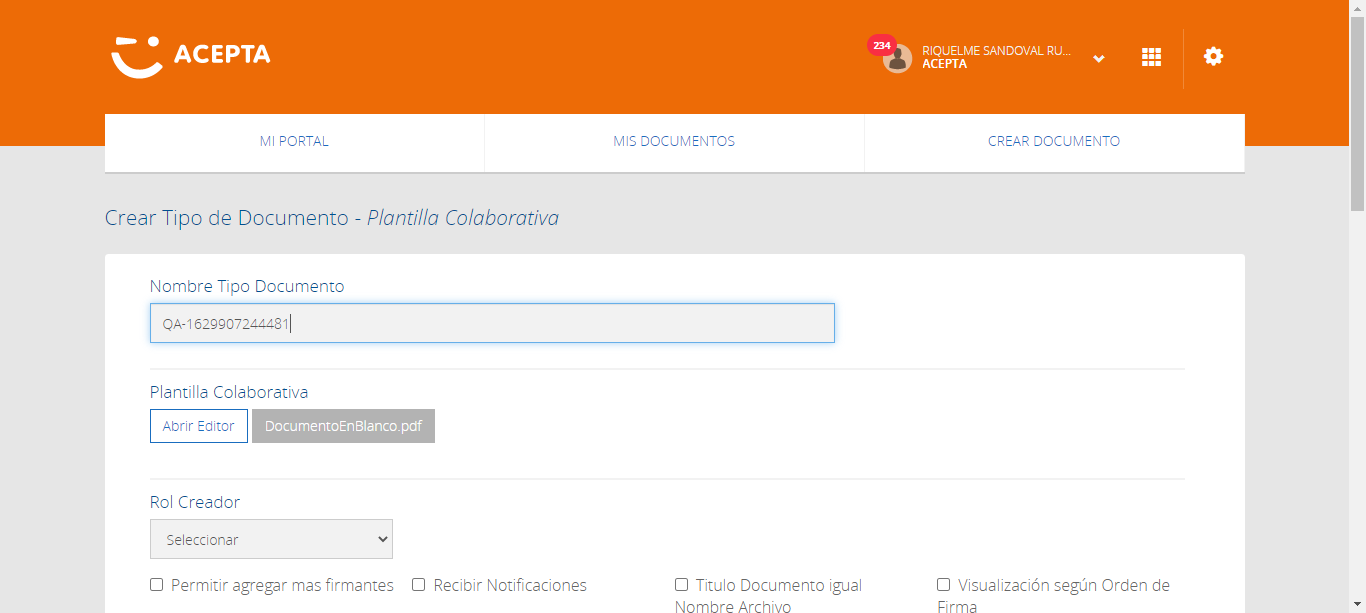 ACEPTA
234
RIQUELME SANDOVAL RU...
ACEPTA
MI PORTAL
MIS DOCUMENTOS
CREAR DOCUMENTO
Crear Tipo de Documento - Plantilla Colaborativa
Nombre Tipo Documento
QA-1629907244481
Plantilla Colaborativa
Abrir Editor
DocumentoEnBlanco.pdf
Rol Creador
Seleccionar
Permitir agregar mas firmantes
Recibir Notificaciones
Titulo Documento igual
Nombre Archivo
Visualización según Orden de
Firma